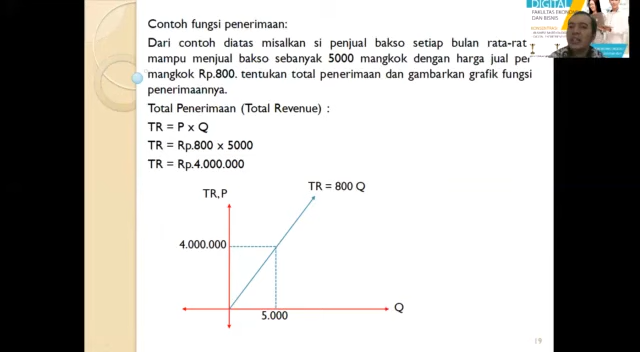 Contoh fungsi penerimaan:
Dari contoh diatas misalkan si penjual bakso setiap bulan rata-rat
mampu menjual bakso sebanyak 5000 mangkok dengan harga jual per
mangkok Rp.800. tentukan total penerimaan dan gambarkan grafik fungsi
penerimaannya.
Total Penerimaan (Total Revenue) :
TR = P x Q
TR = Rp.800 x 5000
TR = Rp.4.000.000
TR, P
TR = 800 Q
4.000.000
5.000
Q
19
DIGITAL
FAKULTAS EKONO
DAN BISNIS